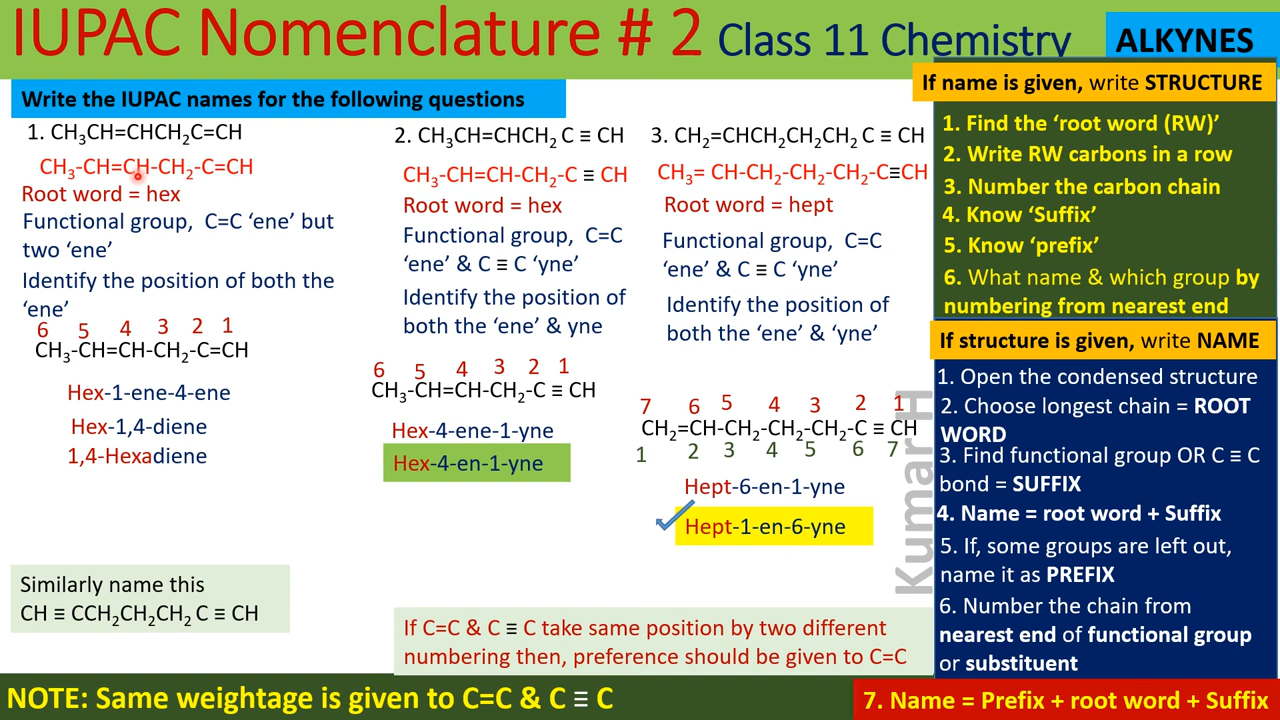 IUPAC Nomenclature # 2 Class 11 Chemistry
ALKYNES
Write the IUPAC names for the following questions
1. CH₃CH=CHCH₂C=CH
CH₃-CH=CH-CH₂-C=CH
Root word = hex
Functional group, C=C ‘ene’ but
two ‘ene’
Identify the position of both the
‘ene’
6 5 4 3 2 1
CH₃-CH=CH-CH₂-C=CH
Hex-1-ene-4-ene
Hex-1,4-diene
1,4-Hexadiene
Similarly name this
CH ≡ CCH₂CH₂CH₂ C ≡ CH
2. CH₃CH=CHCH₂ C ≡ CH
CH₃-CH=CH-CH₂-C ≡ CH
Root word = hex
Functional group, C=C
‘ene’ & C ≡ C ‘yne’
Identify the position of
both the ‘ene’ & yne
6 5 4 3 2 1
CH₃-CH=CH-CH₂-C ≡ CH
Hex-4-ene-1-yne
Hex-4-en-1-yne
3. CH₂=CHCH₂CH₂CH₂ C ≡ CH
CH₃= CH-CH₂-CH₂-CH₂-C≡CH
Root word = hept
Functional group, C=C
‘ene’ & C ≡ C ‘yne’
Identify the position of
both the ‘ene’ & ‘yne’
7 6 5 4 3 2 1
CH₂=CH-CH₂-CH₂-CH₂-C ≡ CH
1 2 3 4 5 6 7
Hept-6-en-1-yne
Hept-1-en-6-yne
If C=C & C ≡ C take same position by two different
numbering then, preference should be given to C=C
Kumar H
If name is given, write STRUCTURE
1. Find the ‘root word (RW)’
2. Write RW carbons in a row
3. Number the carbon chain
4. Know ‘Suffix’
5. Know ‘prefix’
6. What name & which group by
numbering from nearest end
If structure is given, write NAME
1. Open the condensed structure
2. Choose longest chain = ROOT
WORD
3. Find functional group OR C ≡ C
bond = SUFFIX
4. Name = root word + Suffix
5. If, some groups are left out,
name it as PREFIX
6. Number the chain from
nearest end of functional group
or substituent
NOTE: Same weightage is given to C=C & C ≡ C
7. Name = Prefix + root word + Suffix